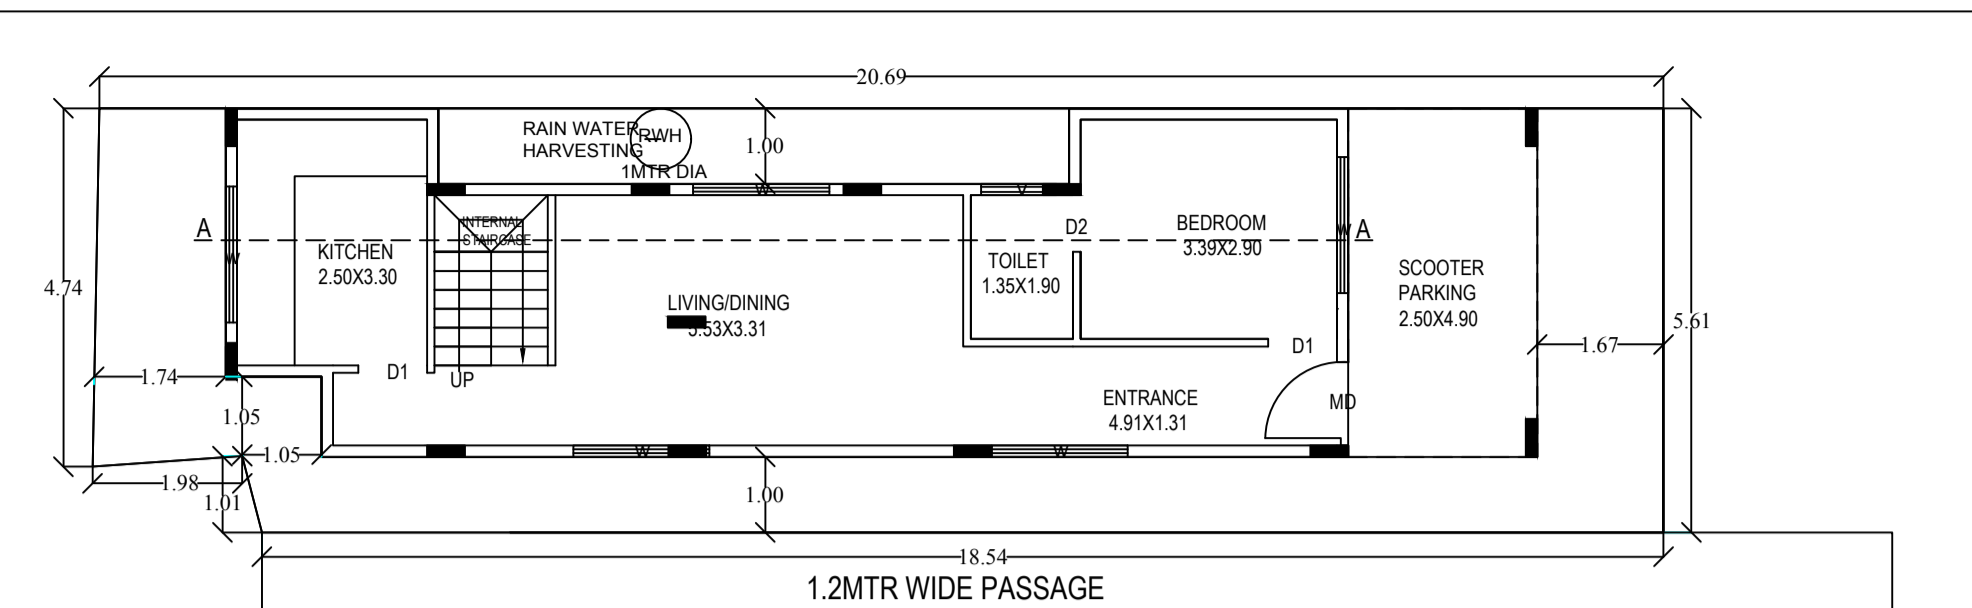 20.69
RAIN WATER
HARVESTING
RWH
1MTR DIA
1.00
W
V
A
INTERNAL
STAIRCASE
D2
BEDROOM
3.39X2.90
W
A
KITCHEN
2.50X3.30
W
TOILET
1.35X1.90
SCOOTER
PARKING
2.50X4.90
4.74
LIVING/DINING
5.53X3.31
5.61
1.67
D1
1.74
D1
UP
ENTRANCE
4.91X1.31
MD
1.05
1.05
W
W
1.98
1.01
1.00
18.54
1.2MTR WIDE PASSAGE